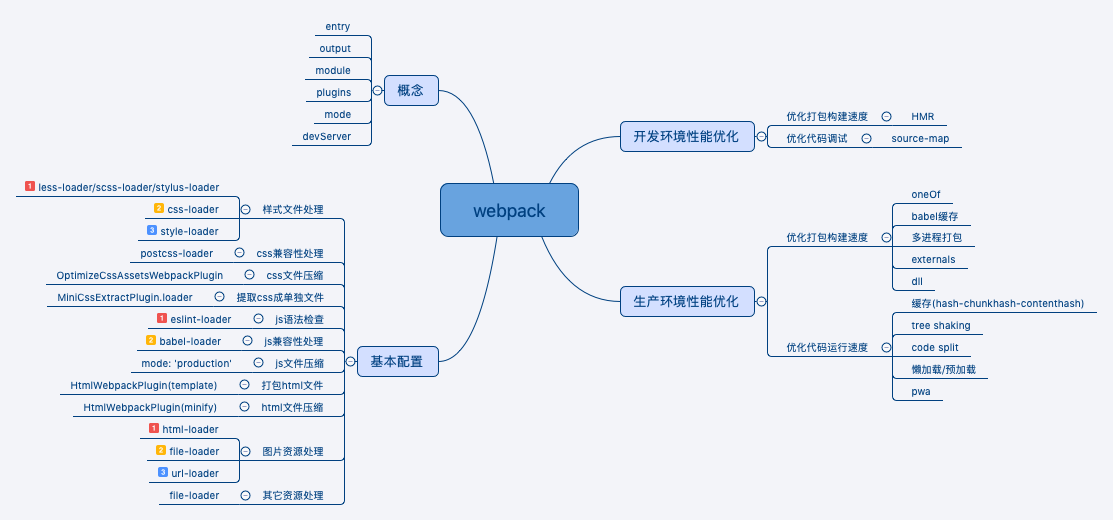 webpack
概念
entry
output
module
plugins
mode
devServer
基本配置
样式文件处理
1 less-loader/scss-loader/stylus-loader
2 css-loader
3 style-loader
css兼容性处理
postcss-loader
css文件压缩
OptimizeCssAssetsWebpackPlugin
提取css成单独文件
MiniCssExtractPlugin.loader
js语法检查
1 eslint-loader
js兼容性处理
2 babel-loader
js文件压缩
mode: 'production'
打包html文件
HtmlWebpackPlugin(template)
html文件压缩
HtmlWebpackPlugin(minify)
图片资源处理
1 html-loader
2 file-loader
3 url-loader
其它资源处理
file-loader
开发环境性能优化
优化打包构建速度
HMR
优化代码调试
source-map
生产环境性能优化
优化打包构建速度
oneOf
babel缓存
多进程打包
externals
dll
优化代码运行速度
缓存(hash-chunkhash-contenthash)
tree shaking
code split
懒加载/预加载
pwa